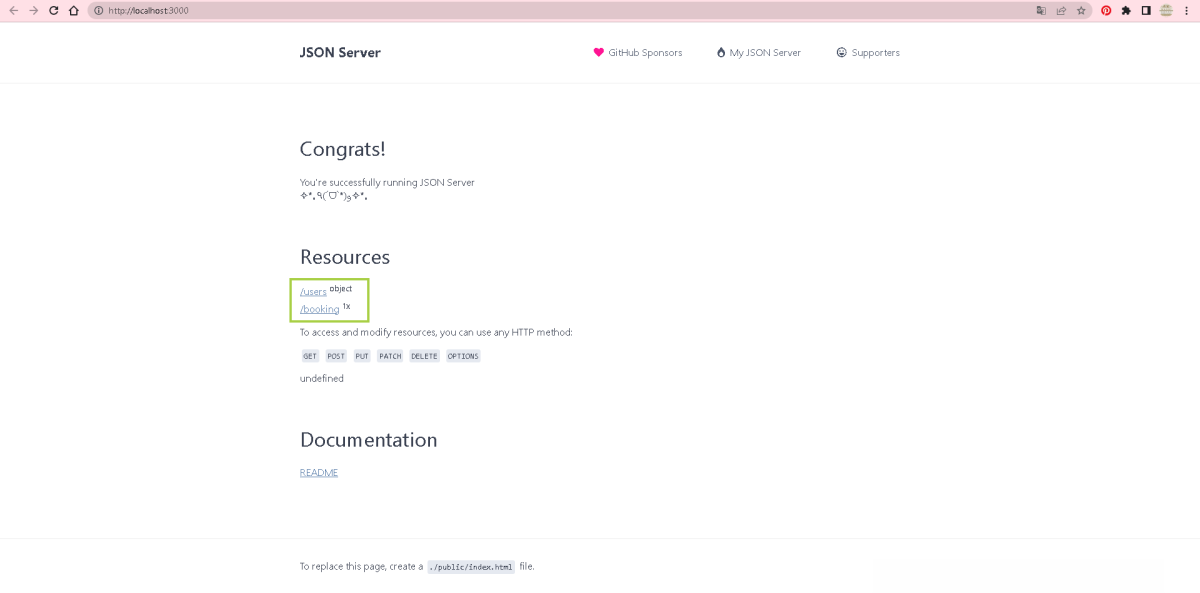 http://localhost:3000
JSON Server
GitHub Sponsors
My JSON Server
Supporters
Congrats!
You're successfully running JSON Server
Resources
/users object
/booking 1x
To access and modify resources, you can use any HTTP method:
GET POST PUT PATCH DELETE OPTIONS
undefined
Documentation
README
To replace this page, create a ./public/index.html file.